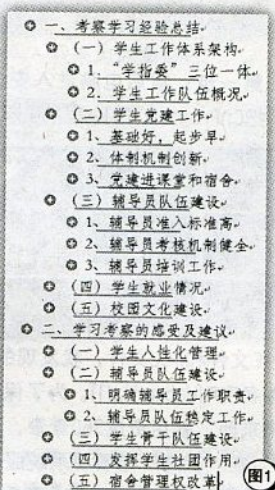 一、考察学习经验总结
（一）学生工作体系架构
1、“学指委”三位一体
2、学生工作队伍概况
（二）学生党建工作
1、基础好，起步早
2、体制机制创新
3、党建进课堂和宿舍
（三）辅导员队伍建设
1、辅导员准入标准高
2、辅导员考核机制健全
3、辅导员培训工作
（四）学生就业情况
（五）校园文化建设
二、学习考察的感受及建议
（一）学生人性化管理
（二）辅导员队伍建设
1、明确辅导员工作职责
2、辅导员队伍稳定工作
（三）学生骨干队伍建设
（四）发挥学生社团作用
（五）宿舍管理权改革
图1